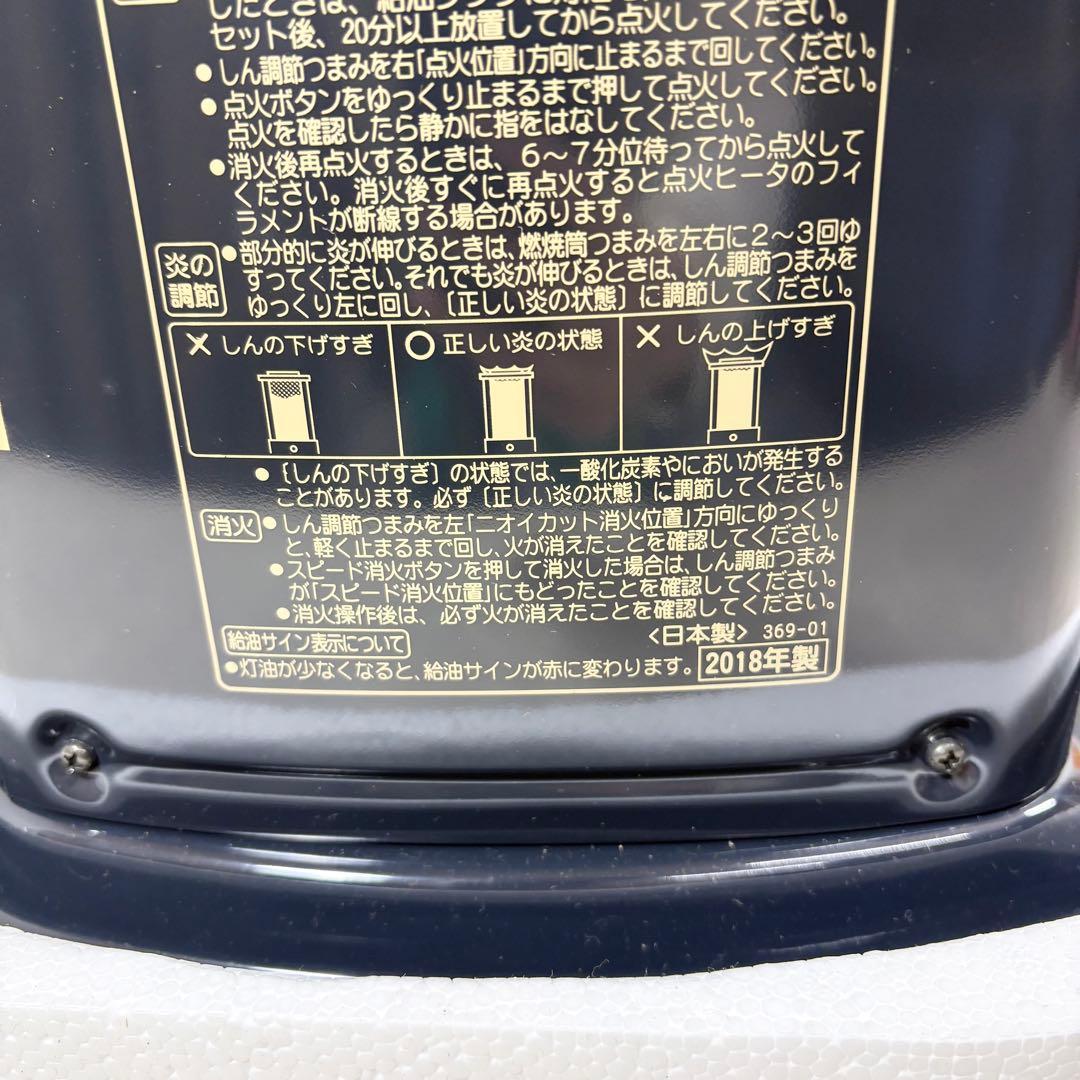 セット後、20分以上放置してから点火してください。
●しん調節つまみを右「点火位置」方向に止まるまで回してください。
●点火ボタンをゆっくり止まるまで押して点火してください。
点火を確認したら静かに指をはなしてください。
●消火後再点火するときは、6〜7分位待ってから点火して
ください。消火後すぐに再点火すると点火ヒータのフィ
ラメントが断線する場合があります。
炎の
調節
●部分的に炎が伸びるときは、燃焼筒つまみを左右に2〜3回ゆ
すってください。それでも炎が伸びるときは、しん調節つまみを
ゆっくり左に回し、〔正しい炎の状態〕に調節してください。
× しんの下げすぎ
○ 正しい炎の状態
× しんの上げすぎ
●〔しんの下げすぎ〕の状態では、一酸化炭素やにおいが発生する
ことがあります。必ず〔正しい炎の状態〕に調節してください。
消火
●しん調節つまみを左「ニオイカット消火位置」方向にゆっくり
と、軽く止まるまで回し、火が消えたことを確認してください。
●スピード消火ボタンを押して消火した場合は、しん調節つまみ
が「スピード消火位置」にもどったことを確認してください。
●消火操作後は、必ず火が消えたことを確認してください。
<日本製> 369-01
給油サイン表示について
●灯油が少なくなると、給油サインが赤に変わります。
2018年製